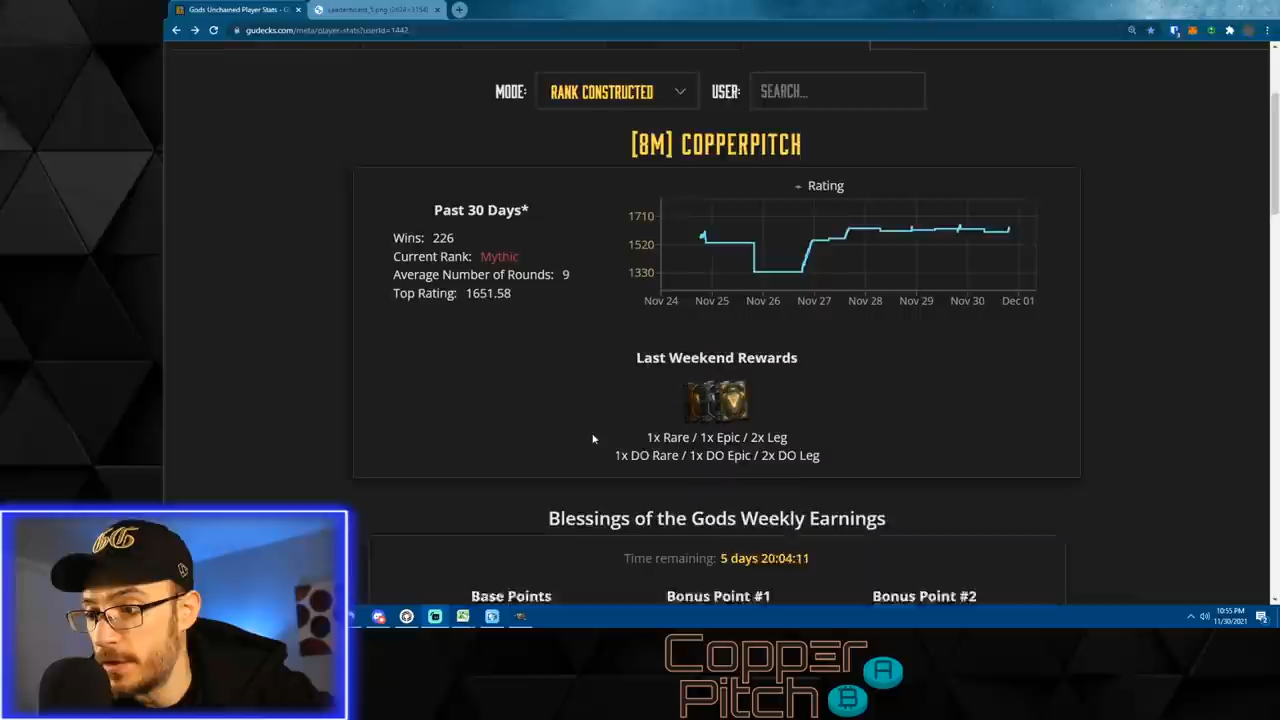 Gods Unchained Player Stats - G
Leaderboard_5.png (2624×3154)
gudecks.com/meta/player-stats?userId=1442
MODE: RANK CONSTRUCTED USER: SEARCH...
[8M] COPPERPITCH
Rating
Past 30 Days*
Wins: 226
Current Rank: Mythic
Average Number of Rounds: 9
Top Rating: 1651.58
1710
1520
1330
Nov 24 Nov 25 Nov 26 Nov 27 Nov 28 Nov 29 Nov 30 Dec 01
Last Weekend Rewards
1x Rare / 1x Epic / 2x Leg
1x DO Rare / 1x DO Epic / 2x DO Leg
Blessings of the Gods Weekly Earnings
Time remaining: 5 days 20:04:11
Base Points Bonus Point #1 Bonus Point #2
10:55 PM
11/30/2021
Copper
Pitch
A
B